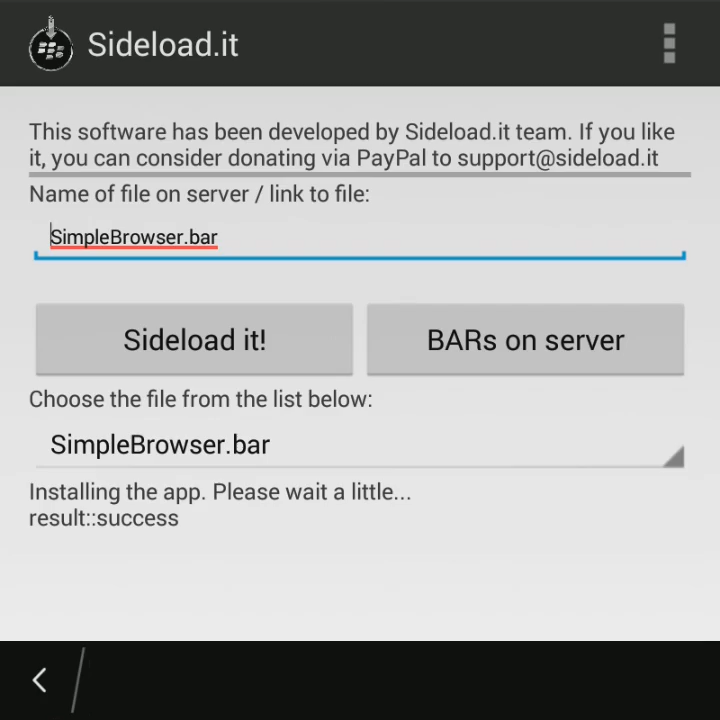 Sideload.it
This software has been developed by Sideload.it team. If you like
it, you can consider donating via PayPal to support@sideload.it
Name of file on server / link to file:
SimpleBrowser.bar
Sideload it!
BARs on server
Choose the file from the list below:
SimpleBrowser.bar
Installing the app. Please wait a little...
result::success